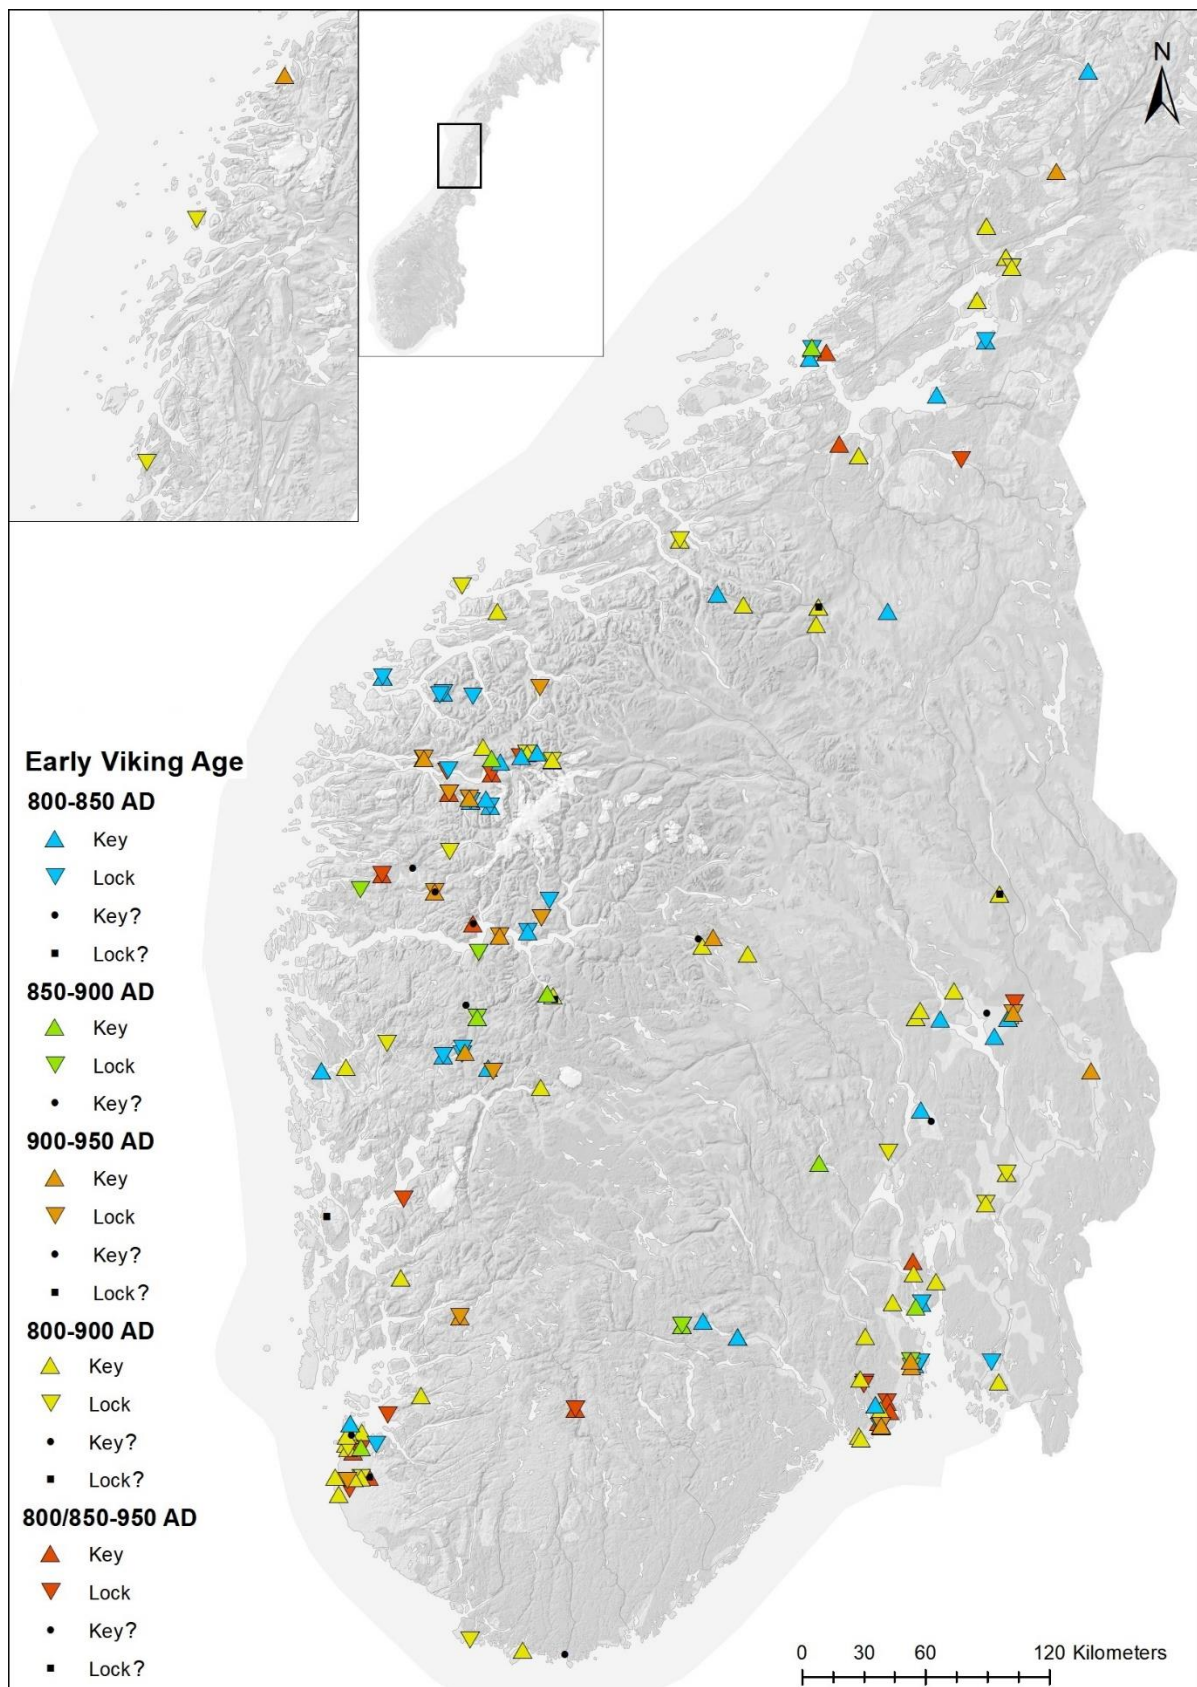 N
Early Viking Age
800-850 AD
Key
Lock
Key?
Lock?
850-900 AD
Key
Lock
Key?
900-950 AD
Key
Lock
Key?
Lock?
800-900 AD
Key
Lock
Key?
Lock?
800/850-950 AD
Key
Lock
Key?
Lock?
0 30 60 120 Kilometers